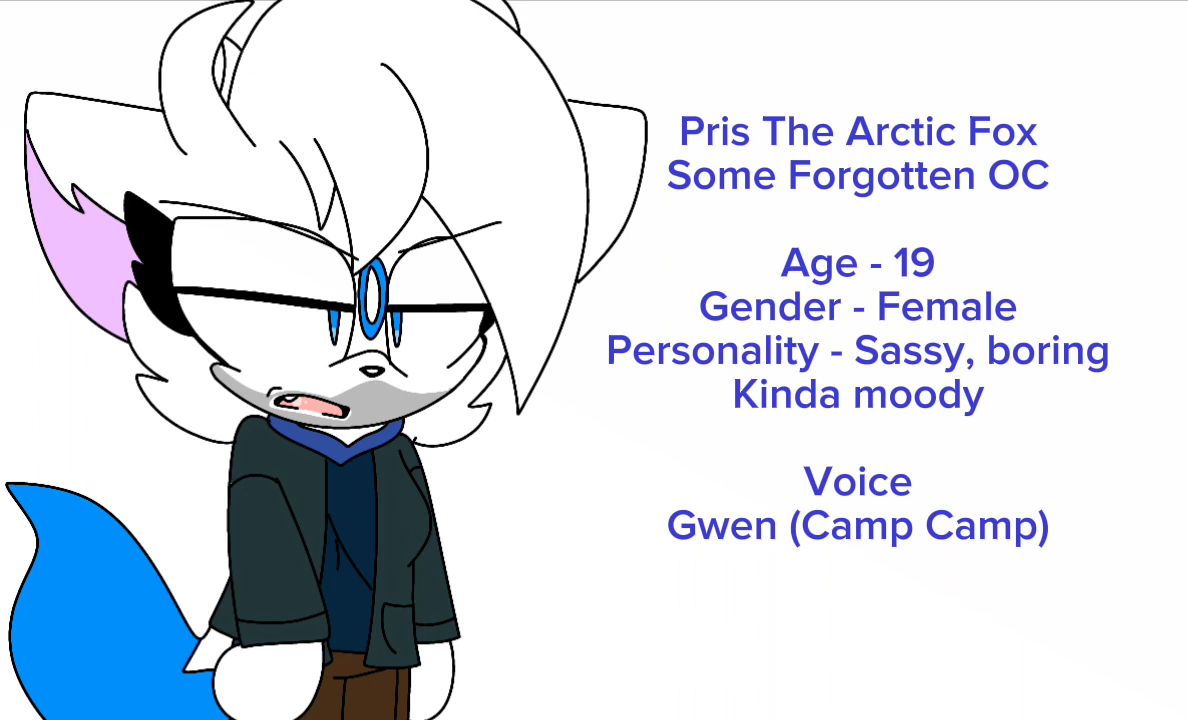 Pris The Arctic Fox
Some Forgotten OC
Age - 19
Gender - Female
Personality - Sassy, boring
Kinda moody
Voice
Gwen (Camp Camp)